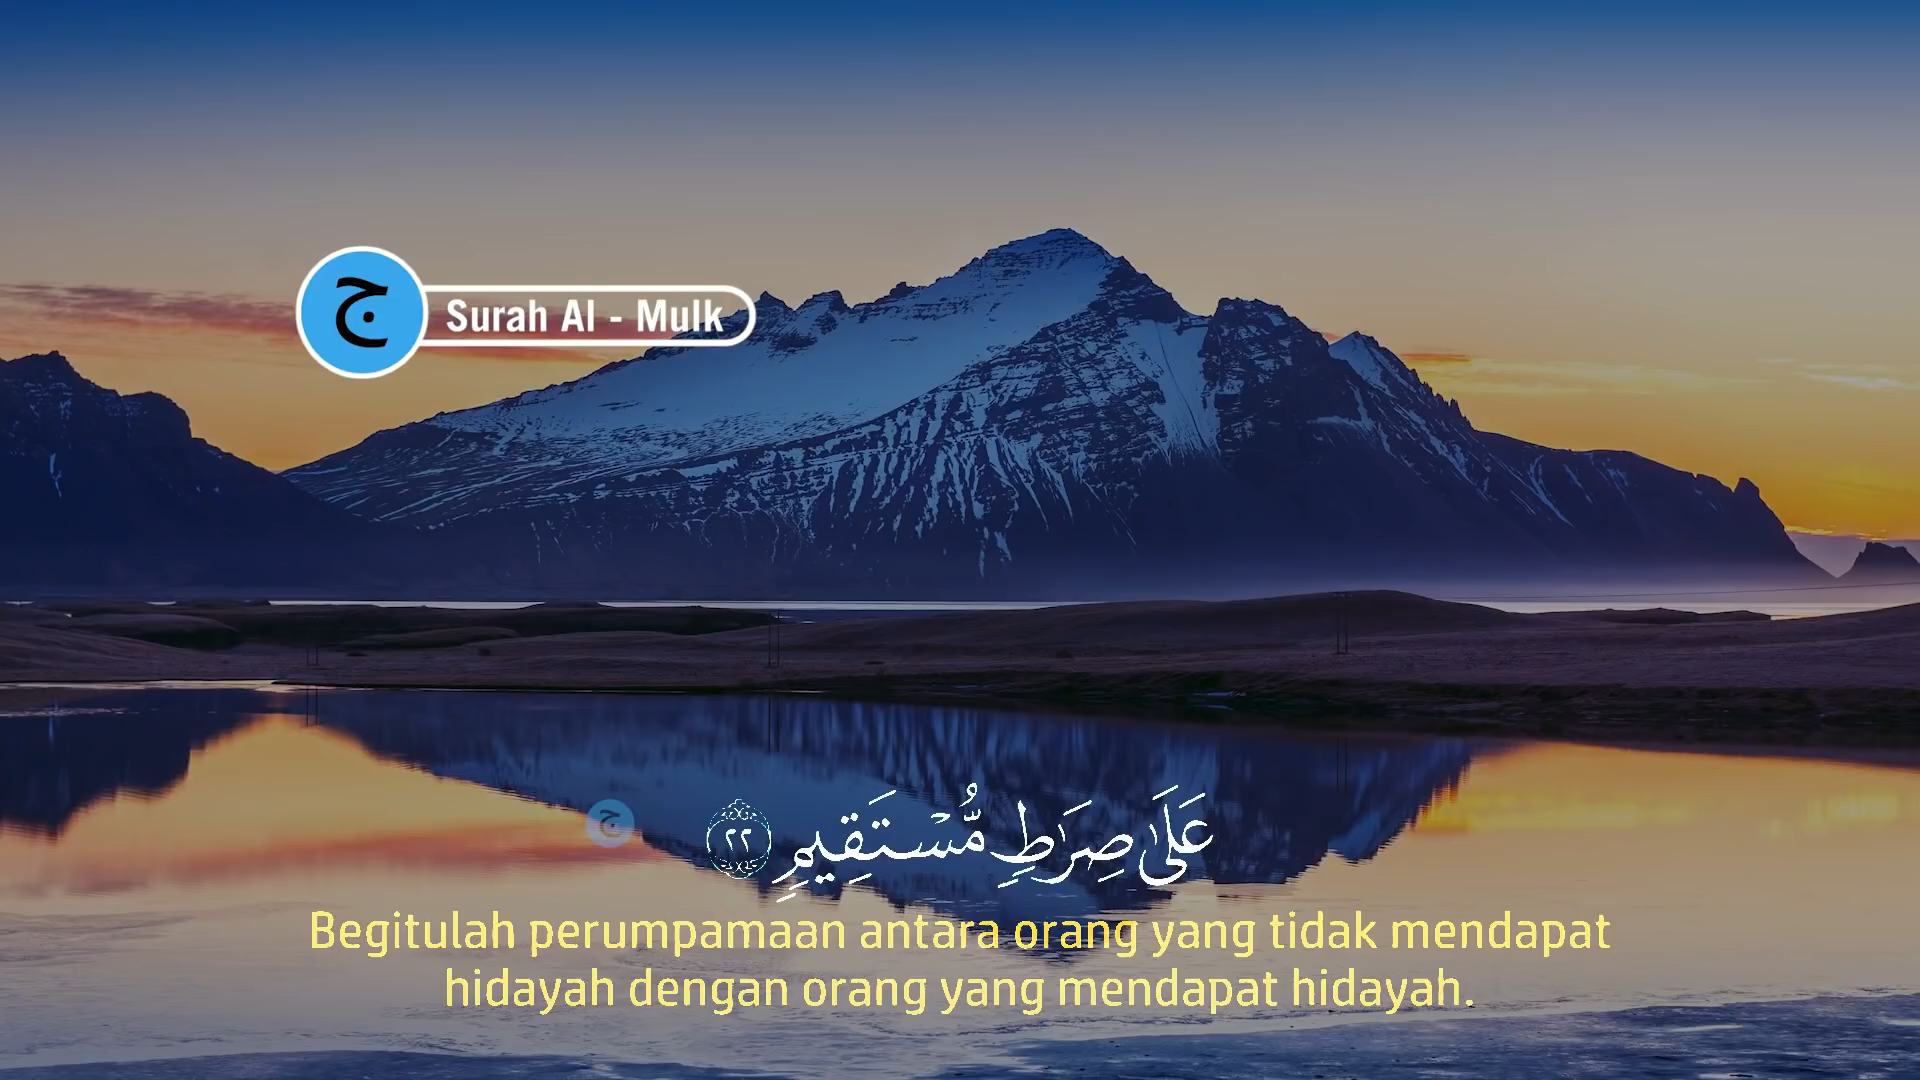 ج
Surah Al - Mulk
عَلَىٰ صِرَٰطٍ مُّسْتَقِيمٍ ٢٢
ج
Begitulah perumpamaan antara orang yang tidak mendapat
hidayah dengan orang yang mendapat hidayah.